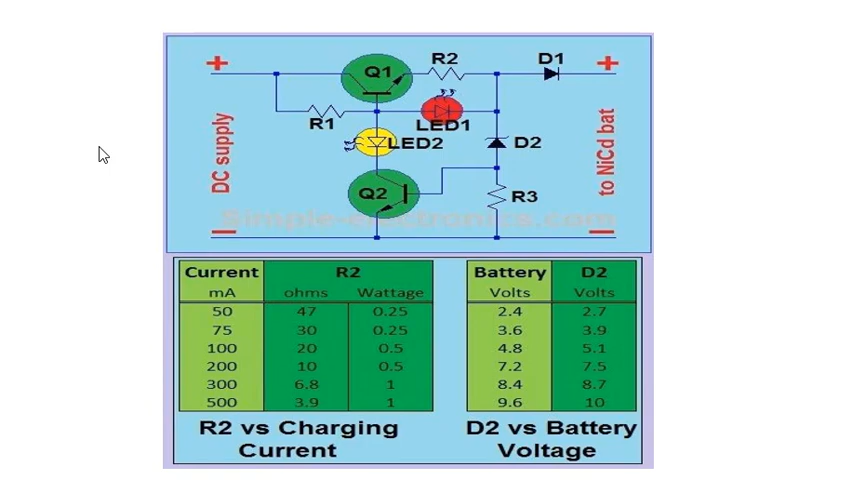 + Q1 R2 D1 +
R1 LED1
DC supply LED2 D2 to NiCd bat
Q2 R3
Simple-electronics.com
Current R2
mA ohms Wattage
50 47 0.25
75 30 0.25
100 20 0.5
200 10 0.5
300 6.8 1
500 3.9 1
R2 vs Charging
Current
Battery D2
Volts Volts
2.4 2.7
3.6 3.9
4.8 5.1
7.2 7.5
8.4 8.7
9.6 10
D2 vs Battery
Voltage